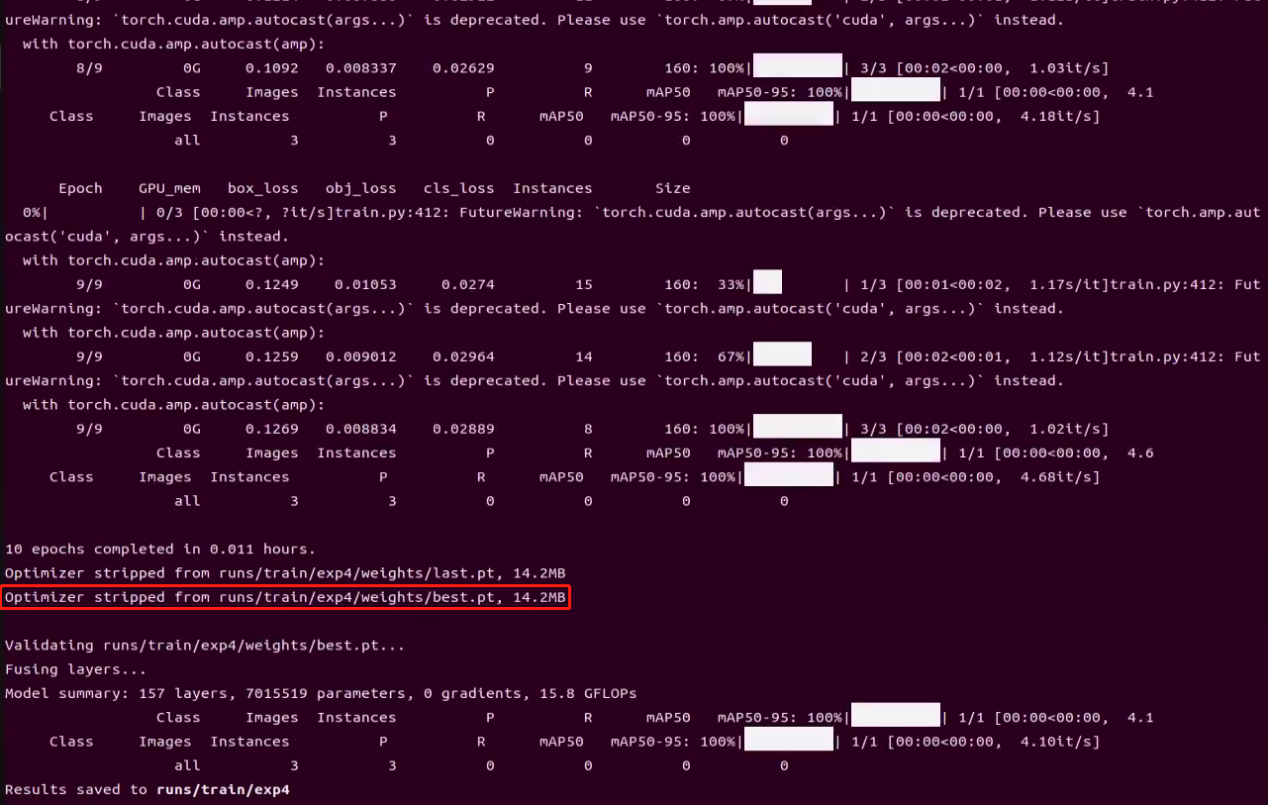 ureWarning: `torch.cuda.amp.autocast(args...)` is deprecated. Please use `torch.amp.autocast('cuda', args...)` instead.
  with torch.cuda.amp.autocast(amp):
        8/9         0G     0.1092   0.008337    0.02629          9        160: 100%|          | 3/3 [00:02<00:00,  1.03it/s]
                 Class     Images  Instances          P          R      mAP50   mAP50-95: 100%|          | 1/1 [00:00<00:00,  4.1
     Class     Images  Instances          P          R      mAP50   mAP50-95: 100%|          | 1/1 [00:00<00:00,  4.18it/s]
                   all          3          3          0          0          0          0
      Epoch    GPU_mem   box_loss   obj_loss   cls_loss  Instances       Size
  0%|          | 0/3 [00:00<?, ?it/s]train.py:412: FutureWarning: `torch.cuda.amp.autocast(args...)` is deprecated. Please use `torch.amp.aut
ocast('cuda', args...)` instead.
  with torch.cuda.amp.autocast(amp):
        9/9         0G     0.1249    0.01053     0.0274         15        160:  33%|          | 1/3 [00:01<00:02,  1.17s/it]train.py:412: Fut
ureWarning: `torch.cuda.amp.autocast(args...)` is deprecated. Please use `torch.amp.autocast('cuda', args...)` instead.
  with torch.cuda.amp.autocast(amp):
        9/9         0G     0.1259   0.009012    0.02964         14        160:  67%|          | 2/3 [00:02<00:01,  1.12s/it]train.py:412: Fut
ureWarning: `torch.cuda.amp.autocast(args...)` is deprecated. Please use `torch.amp.autocast('cuda', args...)` instead.
  with torch.cuda.amp.autocast(amp):
        9/9         0G     0.1269   0.008834    0.02889          8        160: 100%|          | 3/3 [00:02<00:00,  1.02it/s]
                 Class     Images  Instances          P          R      mAP50   mAP50-95: 100%|          | 1/1 [00:00<00:00,  4.6
     Class     Images  Instances          P          R      mAP50   mAP50-95: 100%|          | 1/1 [00:00<00:00,  4.68it/s]
                   all          3          3          0          0          0          0
10 epochs completed in 0.011 hours.
Optimizer stripped from runs/train/exp4/weights/last.pt, 14.2MB
Optimizer stripped from runs/train/exp4/weights/best.pt, 14.2MB
Validating runs/train/exp4/weights/best.pt...
Fusing layers...
Model summary: 157 layers, 7015519 parameters, 0 gradients, 15.8 GFLOPs
                 Class     Images  Instances          P          R      mAP50   mAP50-95: 100%|          | 1/1 [00:00<00:00,  4.1
     Class     Images  Instances          P          R      mAP50   mAP50-95: 100%|          | 1/1 [00:00<00:00,  4.10it/s]
                   all          3          3          0          0          0          0
Results saved to runs/train/exp4